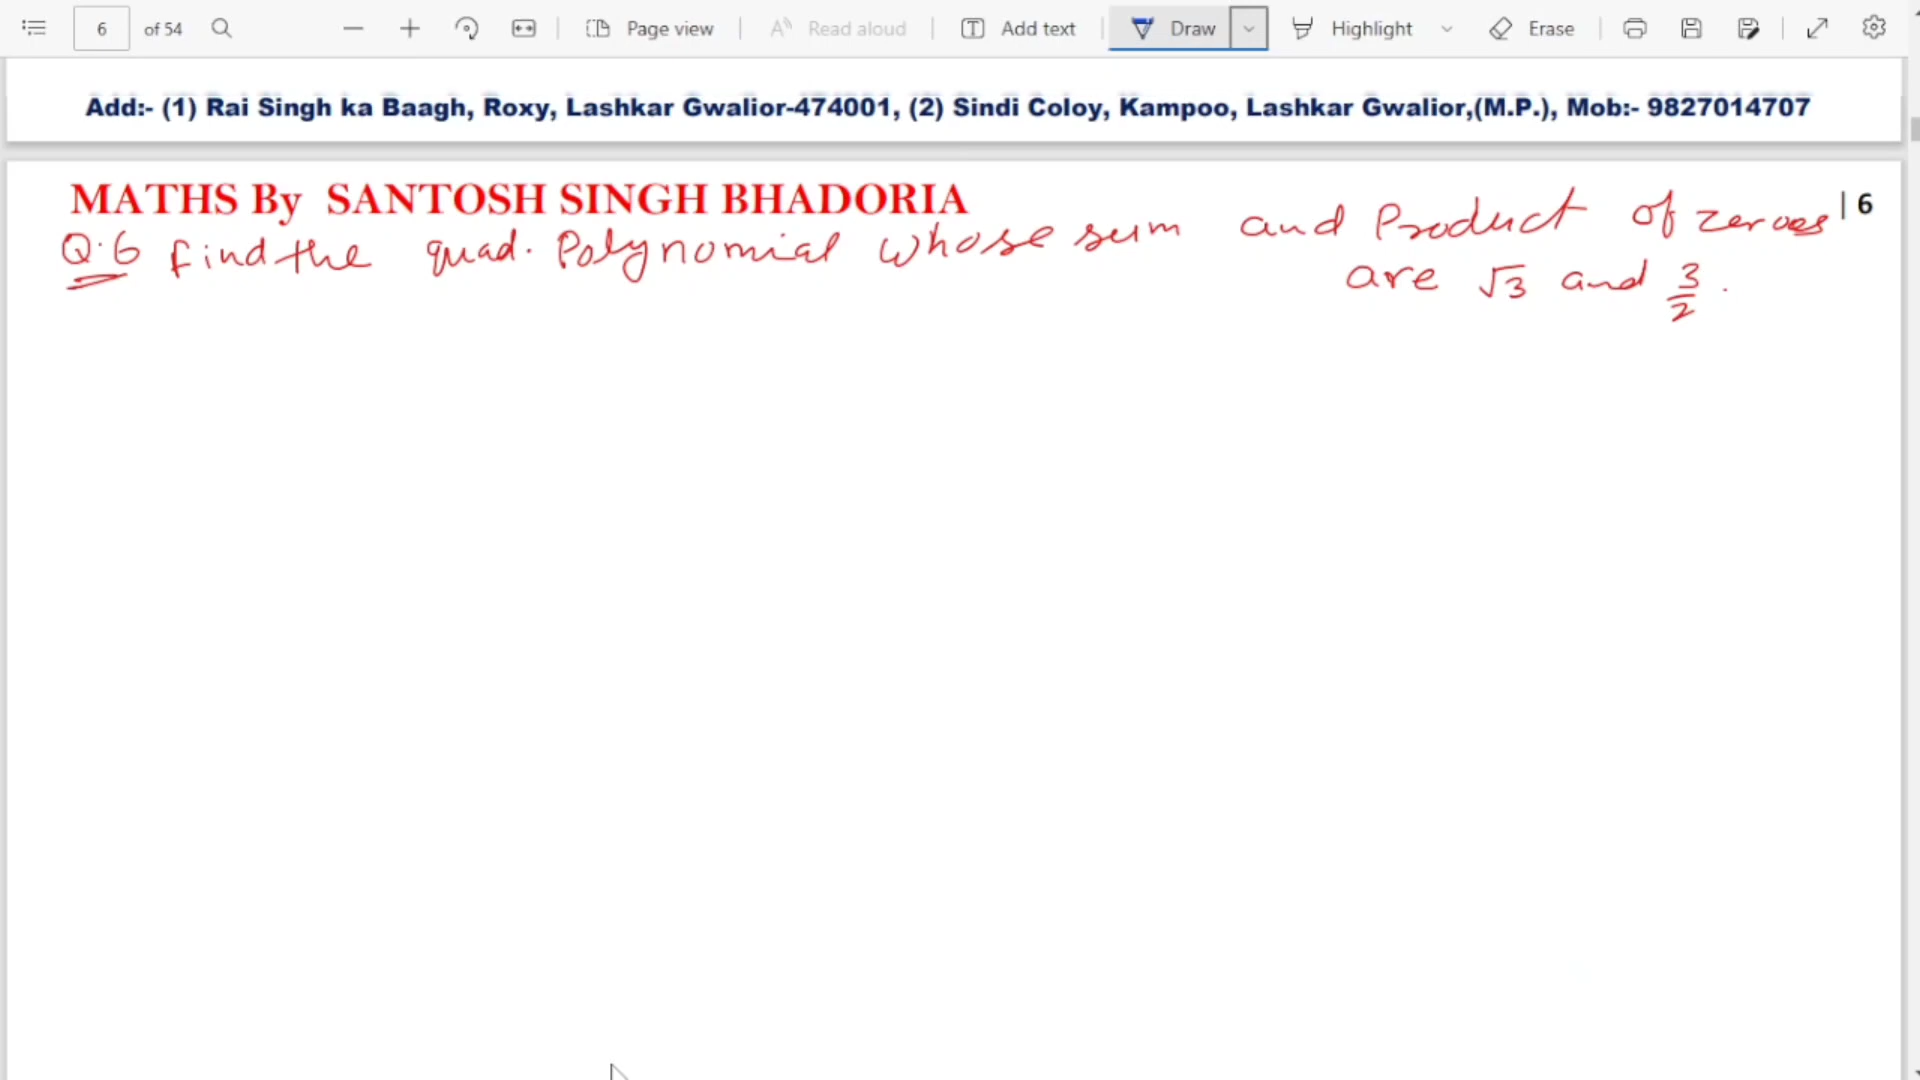 6 of 54 Page view Read aloud Add text Draw Highlight Erase
Add:- (1) Rai Singh ka Baagh, Roxy, Lashkar Gwalior-474001, (2) Sindi Coloy, Kampoo, Lashkar Gwalior,(M.P.), Mob:- 9827014707
MATHS By SANTOSH SINGH BHADORIA | 6
Q.6 find the quad. Polynomial whose sum and Product of zeroes
are √3 and 3/2 .